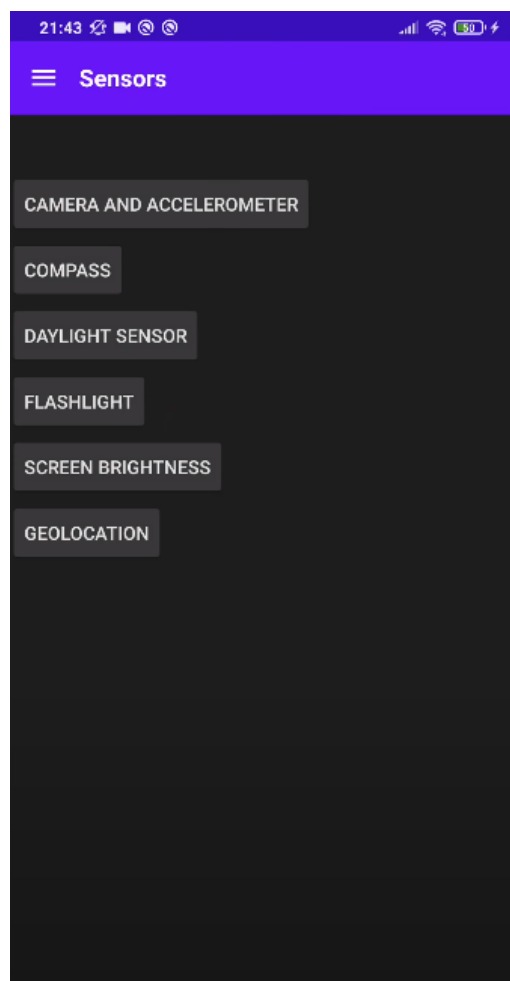 21:43
50
Sensors
CAMERA AND ACCELEROMETER
COMPASS
DAYLIGHT SENSOR
FLASHLIGHT
SCREEN BRIGHTNESS
GEOLOCATION